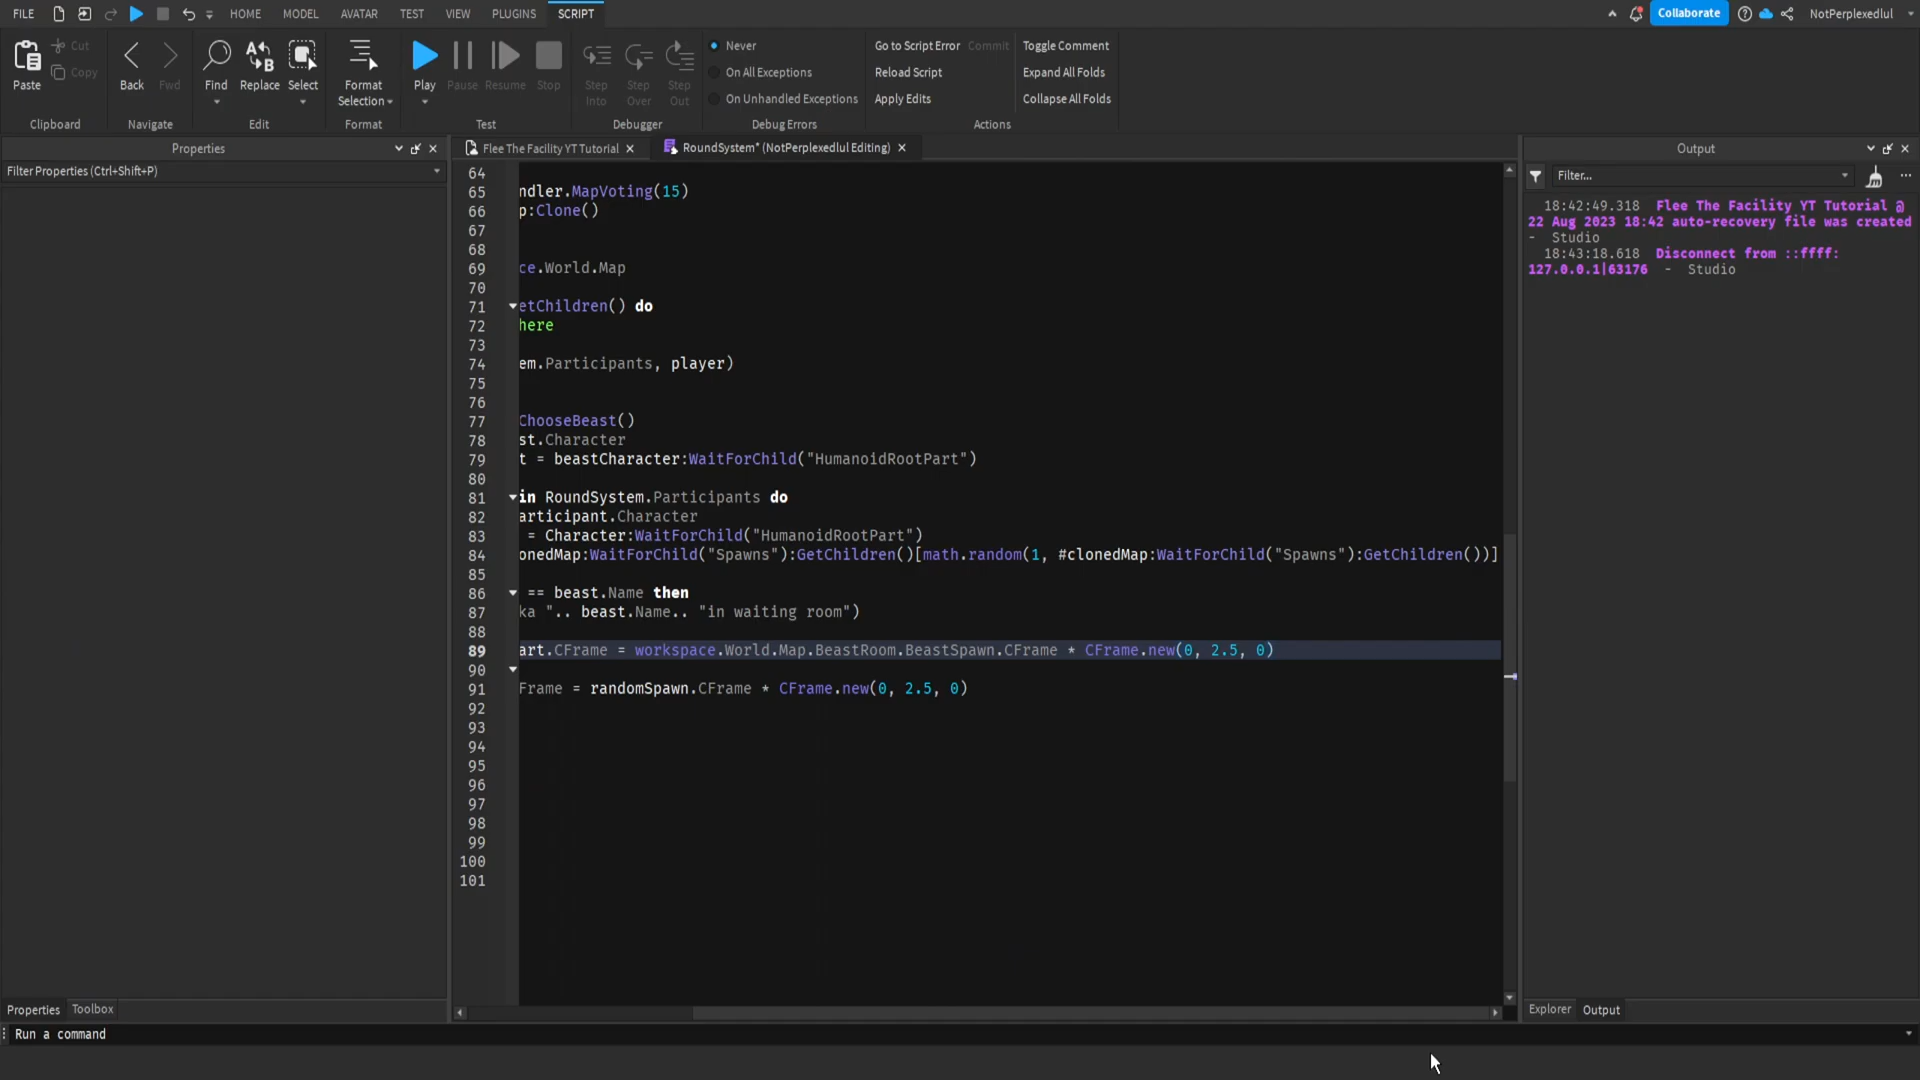 FILE HOME MODEL AVATAR TEST VIEW PLUGINS SCRIPT Collaborate NotPerplexedlul
Paste Cut Copy Clipboard
Back Fwd Navigate
Find Replace Select Edit
Format Selection Format
Play Pause Resume Stop Test
Step Into Step Over Step Out Debugger
Never
On All Exceptions
On Unhandled Exceptions
Debug Errors
Go to Script Error Commit Toggle Comment
Reload Script Expand All Folds
Apply Edits Collapse All Folds
Actions
Properties
Filter Properties (Ctrl+Shift+P)
Flee The Facility YT Tutorial RoundSystem* (NotPerplexedlul Editing)
64
65 ndler.MapVoting(15)
66 p:Clone()
67
68
69 ce.World.Map
70
71 etChildren() do
72 here
73
74 em.Participants, player)
75
76
77 ChooseBeast()
78 st.Character
79 t = beastCharacter:WaitForChild("HumanoidRootPart")
80
81 in RoundSystem.Participants do
82 articipant.Character
83 = Character:WaitForChild("HumanoidRootPart")
84 onedMap:WaitForChild("Spawns"):GetChildren()[math.random(1, #clonedMap:WaitForChild("Spawns"):GetChildren())]
85
86 == beast.Name then
87 ka ".. beast.Name.. "in waiting room")
88
89 art.CFrame = workspace.World.Map.BeastRoom.BeastSpawn.CFrame * CFrame.new(0, 2.5, 0)
90
91 Frame = randomSpawn.CFrame * CFrame.new(0, 2.5, 0)
92
93
94
95
96
97
98
99
100
101
Output
Filter...
18:42:49.318 Flee The Facility YT Tutorial @
22 Aug 2023 18:42 auto-recovery file was created
- Studio
18:43:18.618 Disconnect from ::ffff:
127.0.0.1|63176 - Studio
Properties Toolbox
Explorer Output
Run a command